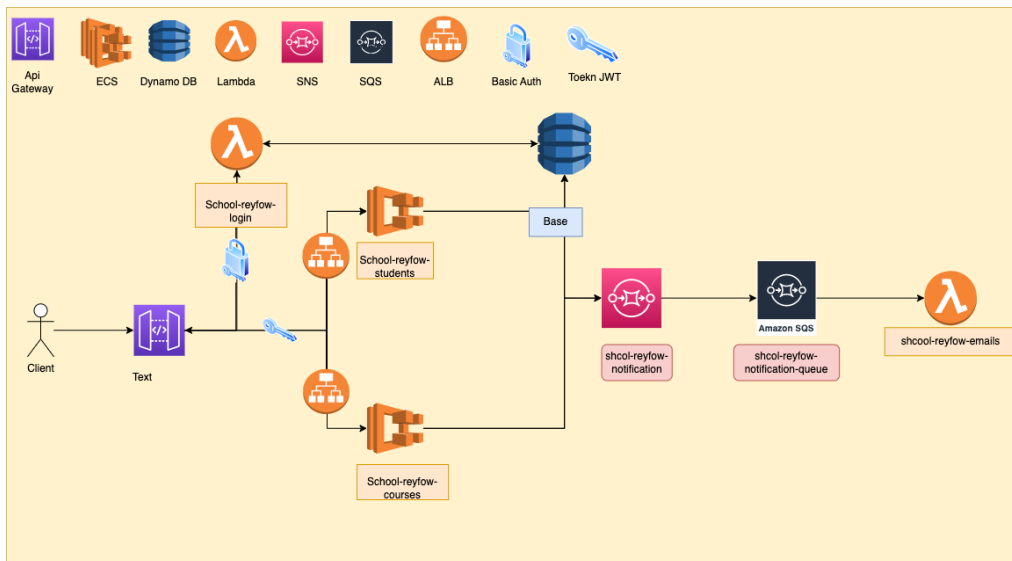 Api
Gateway
ECS
Dynamo DB
Lambda
SNS
SQS
ALB
Basic Auth
Toekn JWT
School-reyfow-
login
Base
School-reyfow-
students
Client
Text
Amazon SQS
shcol-reyfow-
notification
shcol-reyfow-
notification-queue
shcool-reyfow-emails
School-reyfow-
courses